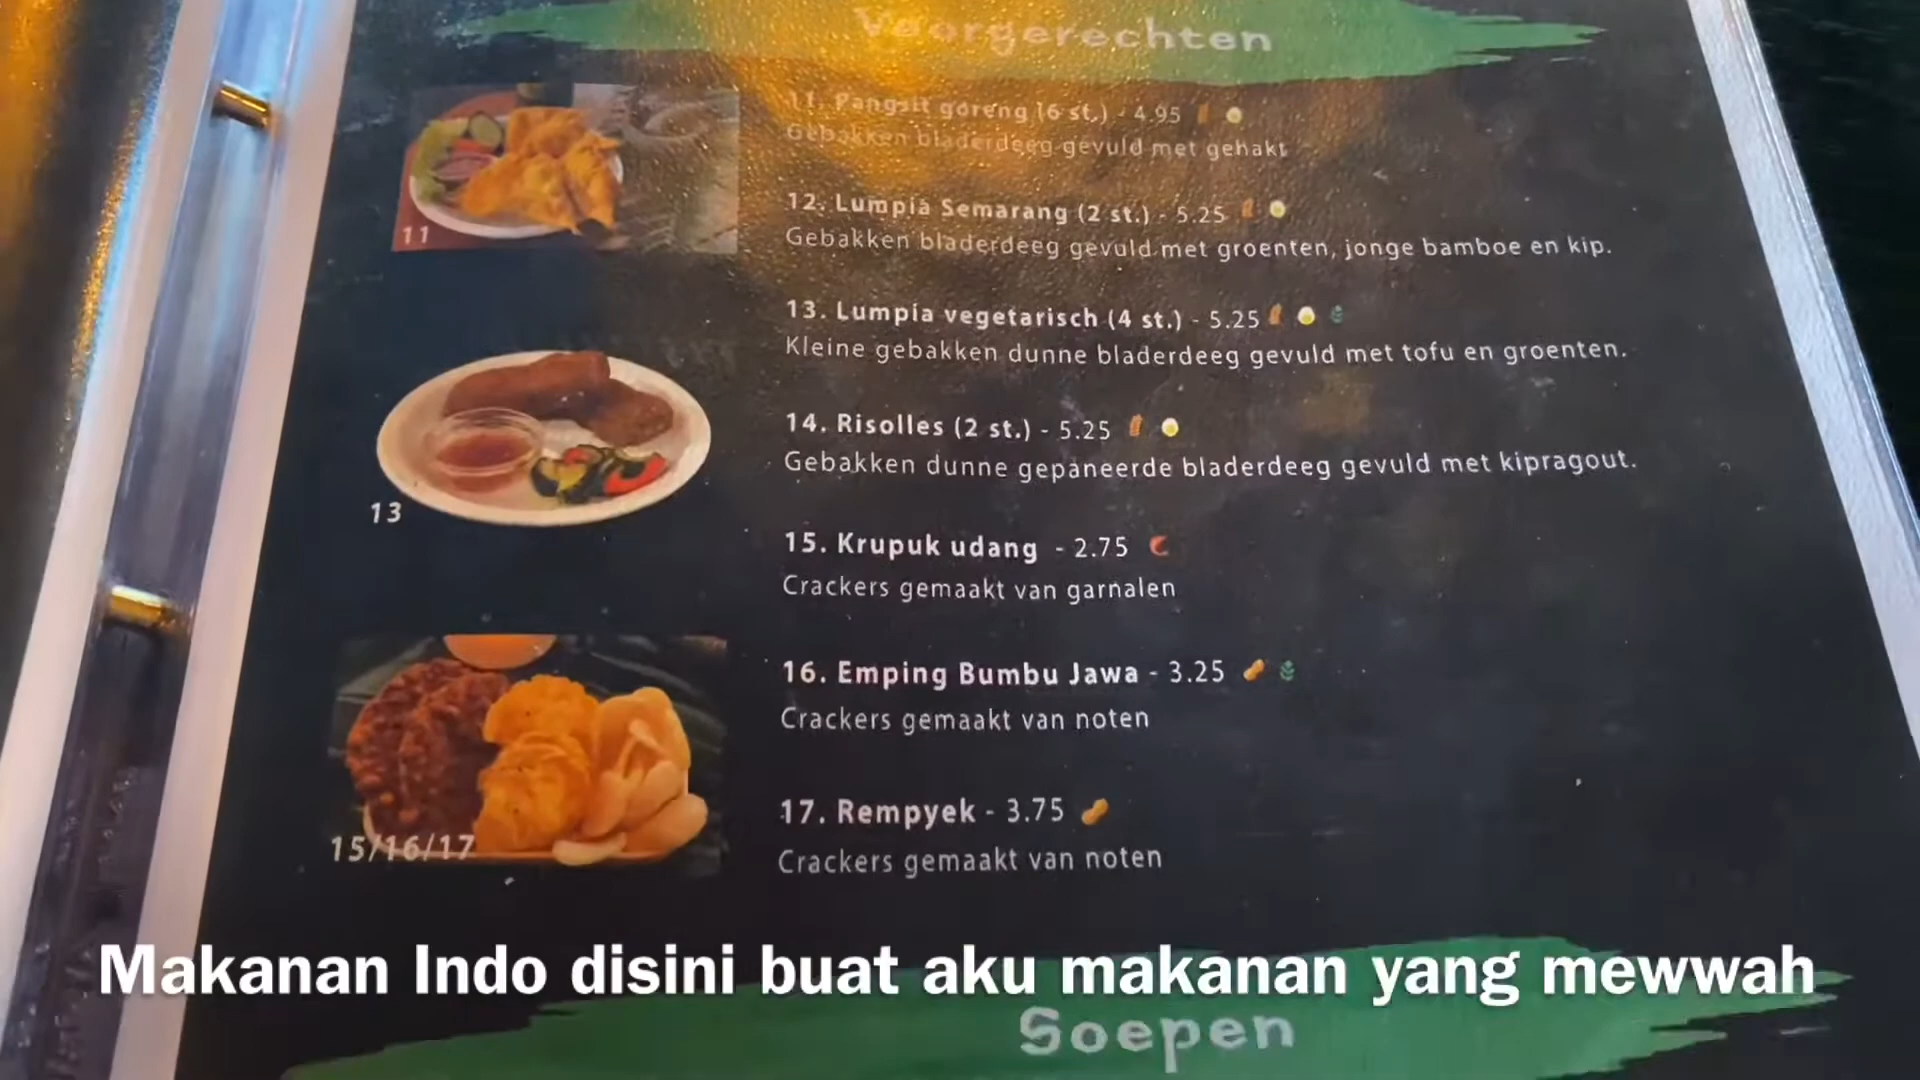 Voorgerechten
11. Pangsit goreng (6 st.) - 4.95
Gebakken bladerdeeg gevuld met gehakt
11
12. Lumpia Semarang (2 st.) - 5.25
Gebakken bladerdeeg gevuld met groenten, jonge bamboe en kip.
13. Lumpia vegetarisch (4 st.) - 5.25
Kleine gebakken dunne bladerdeeg gevuld met tofu en groenten.
14. Risolles (2 st.) - 5.25
Gebakken dunne gepaneerde bladerdeeg gevuld met kipragout.
13
15. Krupuk udang - 2.75
Crackers gemaakt van garnalen
16. Emping Bumbu Jawa - 3.25
Crackers gemaakt van noten
17. Rempyek - 3.75
Crackers gemaakt van noten
15/16/17
Makanan Indo disini buat aku makanan yang mewwah
Soepen